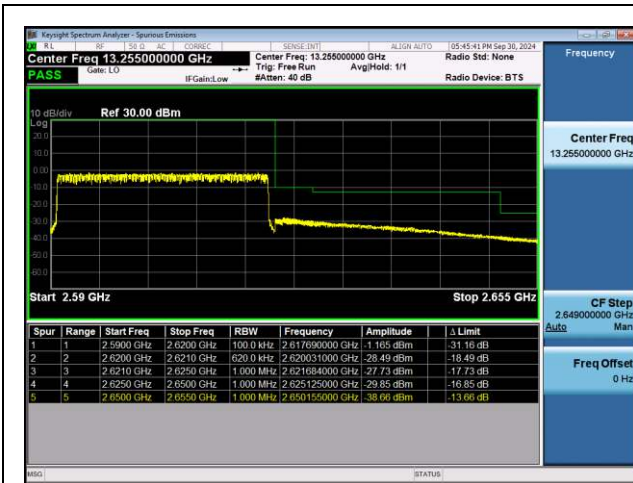 Keysight Spectrum Analyzer - Spurious Emissions
RL RF 50 Ω AC CORREC SENSE:INT ALIGN AUTO 05:45:41 PM Sep 30, 2024
Center Freq 13.255000000 GHz Center Freq: 13.255000000 GHz Radio Std: None
PASS Gate: LO IFGain:Low Trig: Free Run Avg|Hold: 1/1
#Atten: 40 dB Radio Device: BTS
10 dB/div Ref 30.00 dBm
Log
20.0
10.0
0.00
-10.0
-20.0
-30.0
-40.0
-50.0
-60.0
Start 2.59 GHz Stop 2.655 GHz
Spur Range Start Freq Stop Freq RBW Frequency Amplitude Δ Limit
1 1 2.5900 GHz 2.6200 GHz 100.0 kHz 2.617690000 GHz -1.165 dBm -31.16 dB
2 2 2.6200 GHz 2.6210 GHz 620.0 kHz 2.620031000 GHz -28.49 dBm -18.49 dB
3 3 2.6210 GHz 2.6250 GHz 1.000 MHz 2.621684000 GHz -27.73 dBm -17.73 dB
4 4 2.6250 GHz 2.6500 GHz 1.000 MHz 2.625125000 GHz -29.85 dBm -16.85 dB
5 5 2.6500 GHz 2.6550 GHz 1.000 MHz 2.650155000 GHz -38.66 dBm -13.66 dB
MSG STATUS
Frequency
Center Freq
13.255000000 GHz
CF Step
2.649000000 GHz
Auto Man
Freq Offset
0 Hz